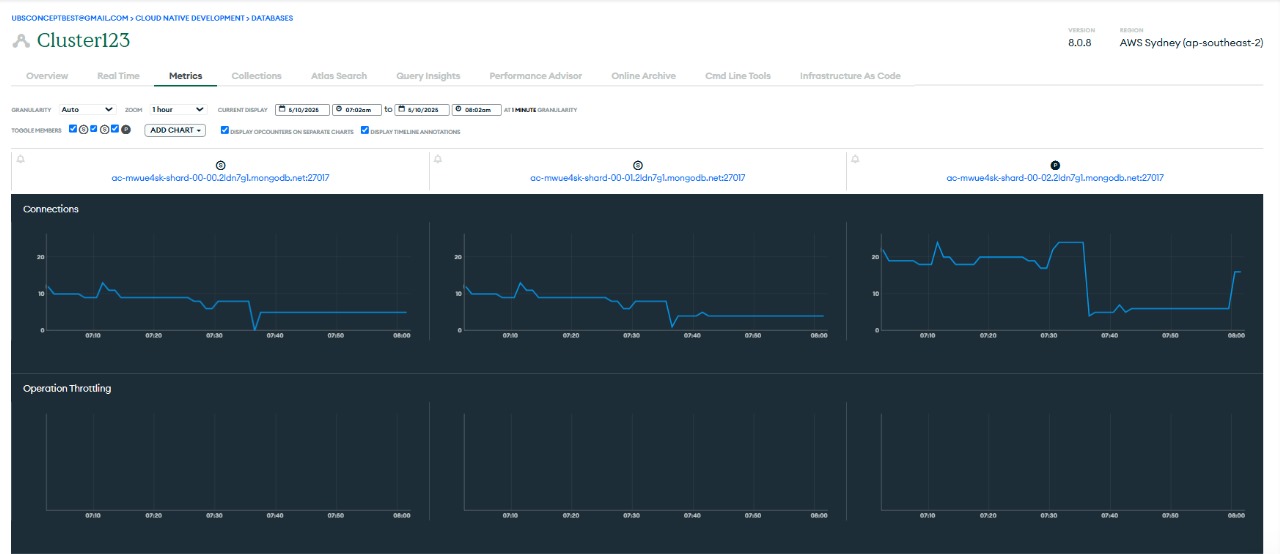 UBSCONCEPTBEST@GMAIL.COM > CLOUD NATIVE DEVELOPMENT > DATABASES
Cluster123
VERSION
8.0.8
REGION
AWS Sydney (ap-southeast-2)
Overview Real Time Metrics Collections Atlas Search Query Insights Performance Advisor Online Archive Cmd Line Tools Infrastructure As Code
GRANULARITY Auto ZOOM 1 hour CURRENT DISPLAY 5/10/2025 07:02am to 5/10/2025 08:02am AT 1 MINUTE GRANULARITY
TOGGLE MEMBERS S S P ADD CHART DISPLAY OPCOUNTERS ON SEPARATE CHARTS DISPLAY TIMELINE ANNOTATIONS
S S P
ac-mwue4sk-shard-00-00.2ldn7gl.mongodb.net:27017 ac-mwue4sk-shard-00-01.2ldn7gl.mongodb.net:27017 ac-mwue4sk-shard-00-02.2ldn7gl.mongodb.net:27017
Connections
20 20 20
10 10 10
0 0 0
07:10 07:20 07:30 07:40 07:50 08:00 07:10 07:20 07:30 07:40 07:50 08:00 07:10 07:20 07:30 07:40 07:50 08:00
Operation Throttling
07:10 07:20 07:30 07:40 07:50 08:00 07:10 07:20 07:30 07:40 07:50 08:00 07:10 07:20 07:30 07:40 07:50 08:00